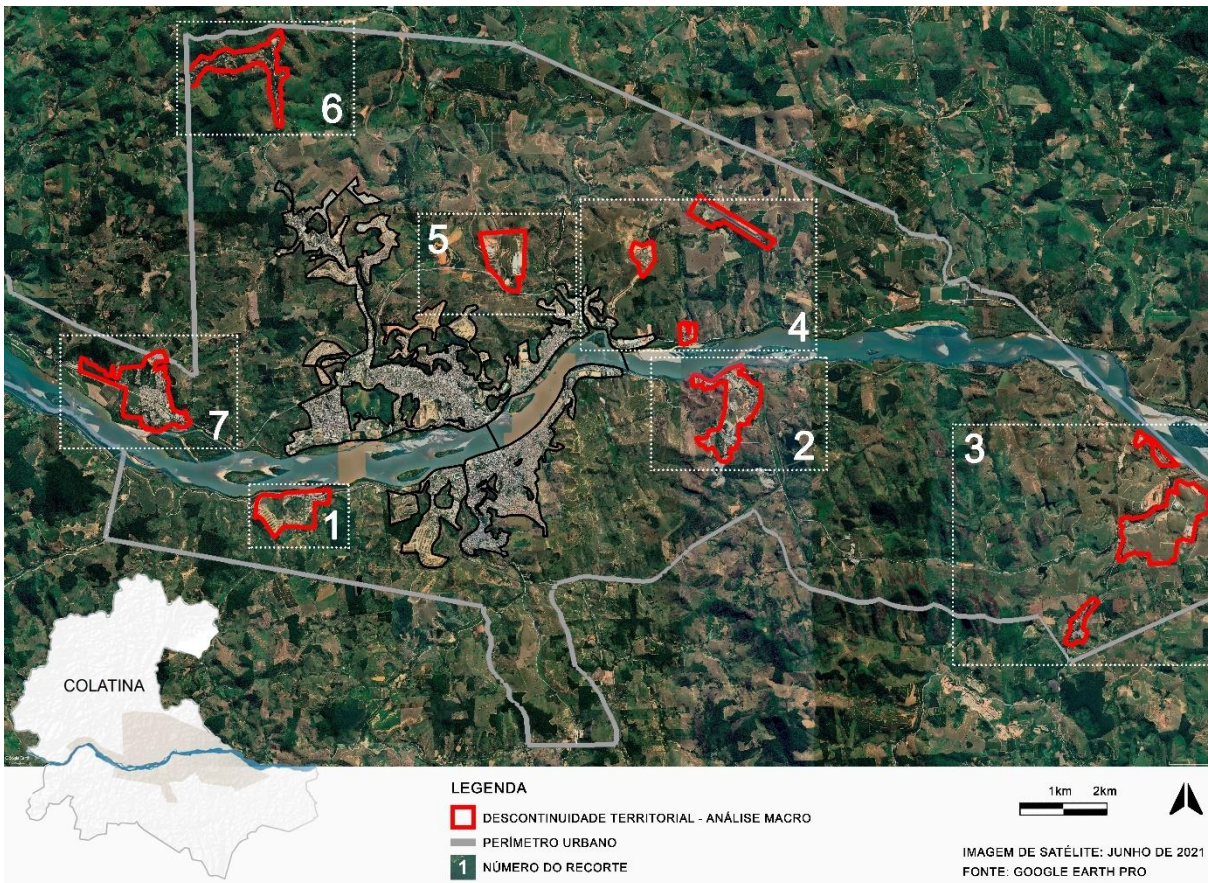 6
5
4
7
2
3
1
COLATINA
LEGENDA
DESCONTINUIDADE TERRITORIAL - ANÁLISE MACRO
PERÍMETRO URBANO
1 NÚMERO DO RECORTE
1km 2km
IMAGEM DE SATÉLITE: JUNHO DE 2021
FONTE: GOOGLE EARTH PRO